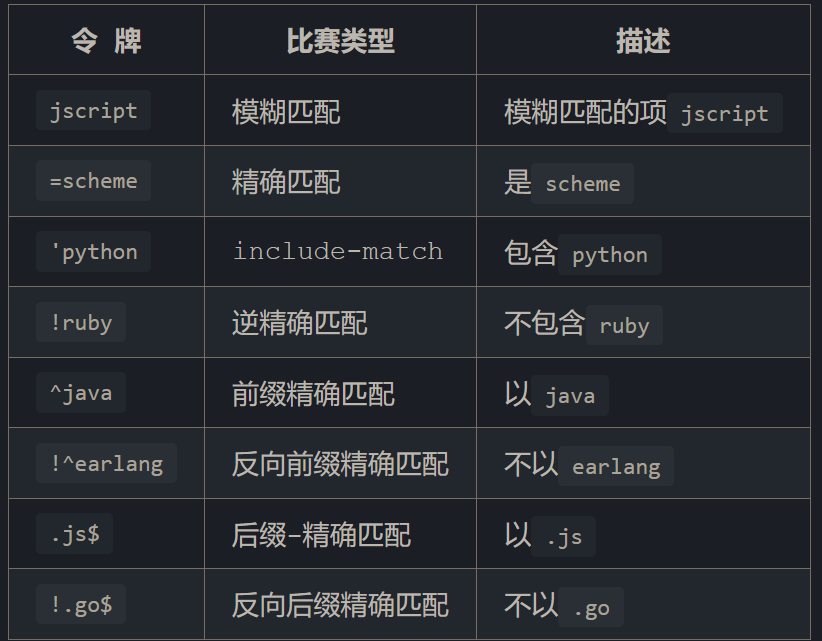 令 牌 比赛类型 描述
jscript 模糊匹配 模糊匹配的项 jscript
=scheme 精确匹配 是 scheme
'python include-match 包含 python
!ruby 逆精确匹配 不包含 ruby
^java 前缀精确匹配 以 java
!^earlang 反向前缀精确匹配 不以 earlang
.js$ 后缀-精确匹配 以 .js
!.go$ 反向后缀精确匹配 不以 .go